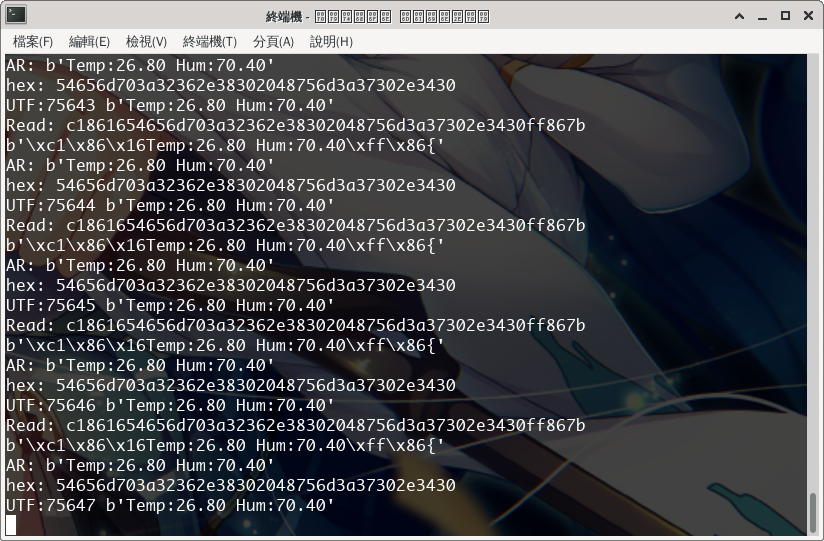 終端機 -
檔案(F) 編輯(E) 檢視(V) 終端機(T) 分頁(A) 說明(H)
AR: b'Temp:26.80 Hum:70.40'
hex: 54656d703a32362e38302048756d3a37302e3430
UTF:75643 b'Temp:26.80 Hum:70.40'
Read: c1861654656d703a32362e38302048756d3a37302e3430ff867b
b'\xc1\x86\x16Temp:26.80 Hum:70.40\xff\x86{'
AR: b'Temp:26.80 Hum:70.40'
hex: 54656d703a32362e38302048756d3a37302e3430
UTF:75644 b'Temp:26.80 Hum:70.40'
Read: c1861654656d703a32362e38302048756d3a37302e3430ff867b
b'\xc1\x86\x16Temp:26.80 Hum:70.40\xff\x86{'
AR: b'Temp:26.80 Hum:70.40'
hex: 54656d703a32362e38302048756d3a37302e3430
UTF:75645 b'Temp:26.80 Hum:70.40'
Read: c1861654656d703a32362e38302048756d3a37302e3430ff867b
b'\xc1\x86\x16Temp:26.80 Hum:70.40\xff\x86{'
AR: b'Temp:26.80 Hum:70.40'
hex: 54656d703a32362e38302048756d3a37302e3430
UTF:75646 b'Temp:26.80 Hum:70.40'
Read: c1861654656d703a32362e38302048756d3a37302e3430ff867b
b'\xc1\x86\x16Temp:26.80 Hum:70.40\xff\x86{'
AR: b'Temp:26.80 Hum:70.40'
hex: 54656d703a32362e38302048756d3a37302e3430
UTF:75647 b'Temp:26.80 Hum:70.40'